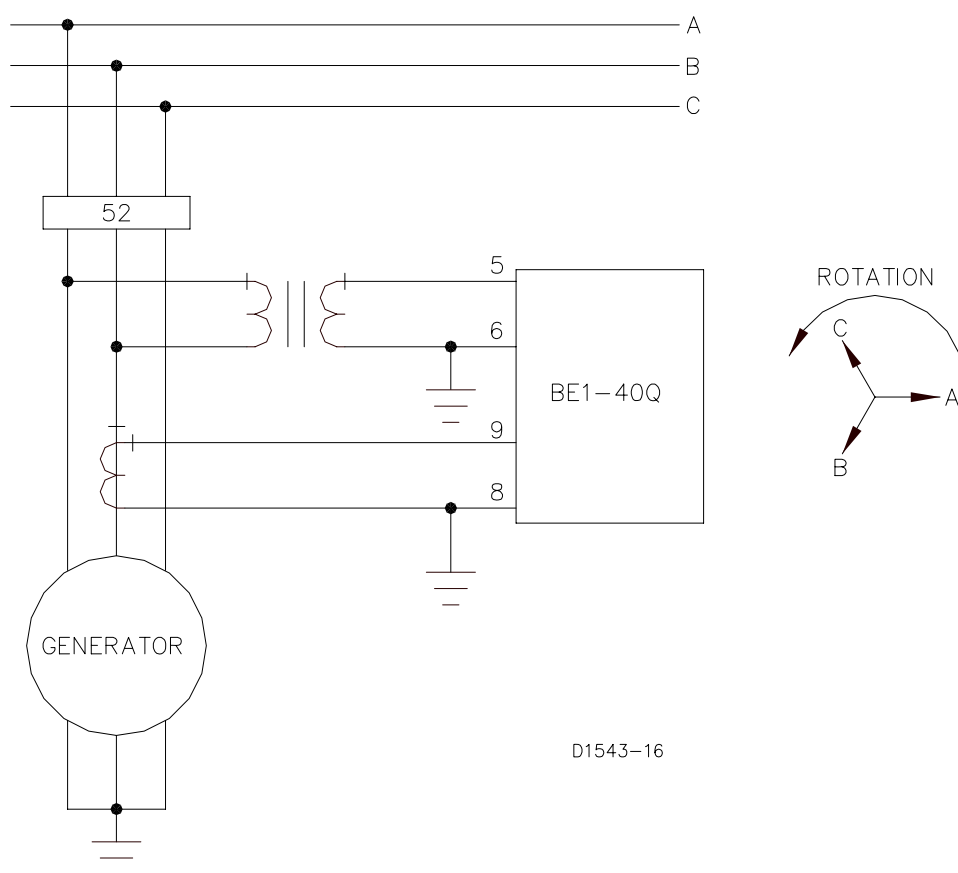 A
B
C
52
5
6
BE1-40Q
9
8
ROTATION
C
A
B
GENERATOR
D1543-16